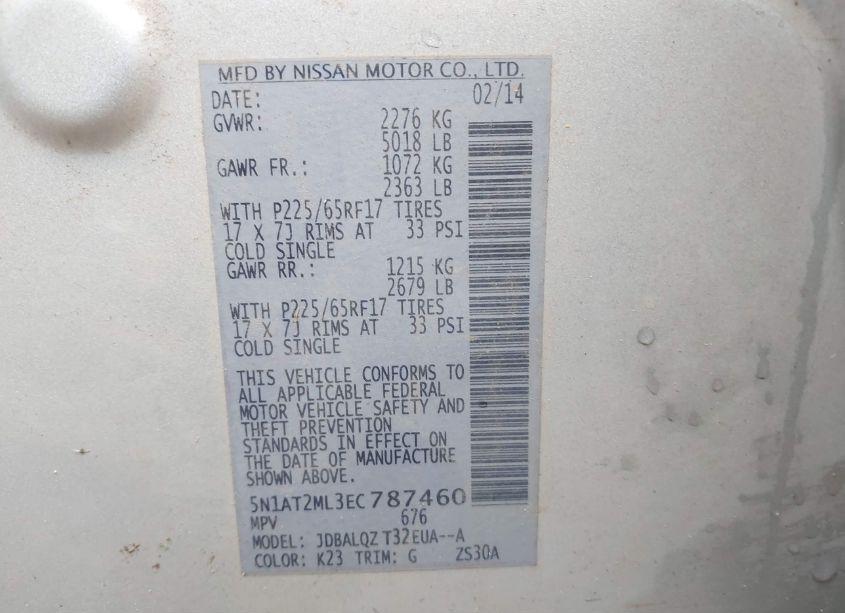 MFD BY NISSAN MOTOR CO., LTD.
DATE: 02/14
GVWR: 2276 KG
5018 LB
GAWR FR.: 1072 KG
2363 LB
WITH P225/65RF17 TIRES
17 X 7J RIMS AT 33 PSI
COLD SINGLE
GAWR RR.: 1215 KG
2679 LB
WITH P225/65RF17 TIRES
17 X 7J RIMS AT 33 PSI
COLD SINGLE
THIS VEHICLE CONFORMS TO
ALL APPLICABLE FEDERAL
MOTOR VEHICLE SAFETY AND
THEFT PREVENTION
STANDARDS IN EFFECT ON
THE DATE OF MANUFACTURE
SHOWN ABOVE.
5N1AT2ML3EC787460
MPV 676
MODEL: JDBALQZ T32EUA--A
COLOR: K23 TRIM: G ZS30A